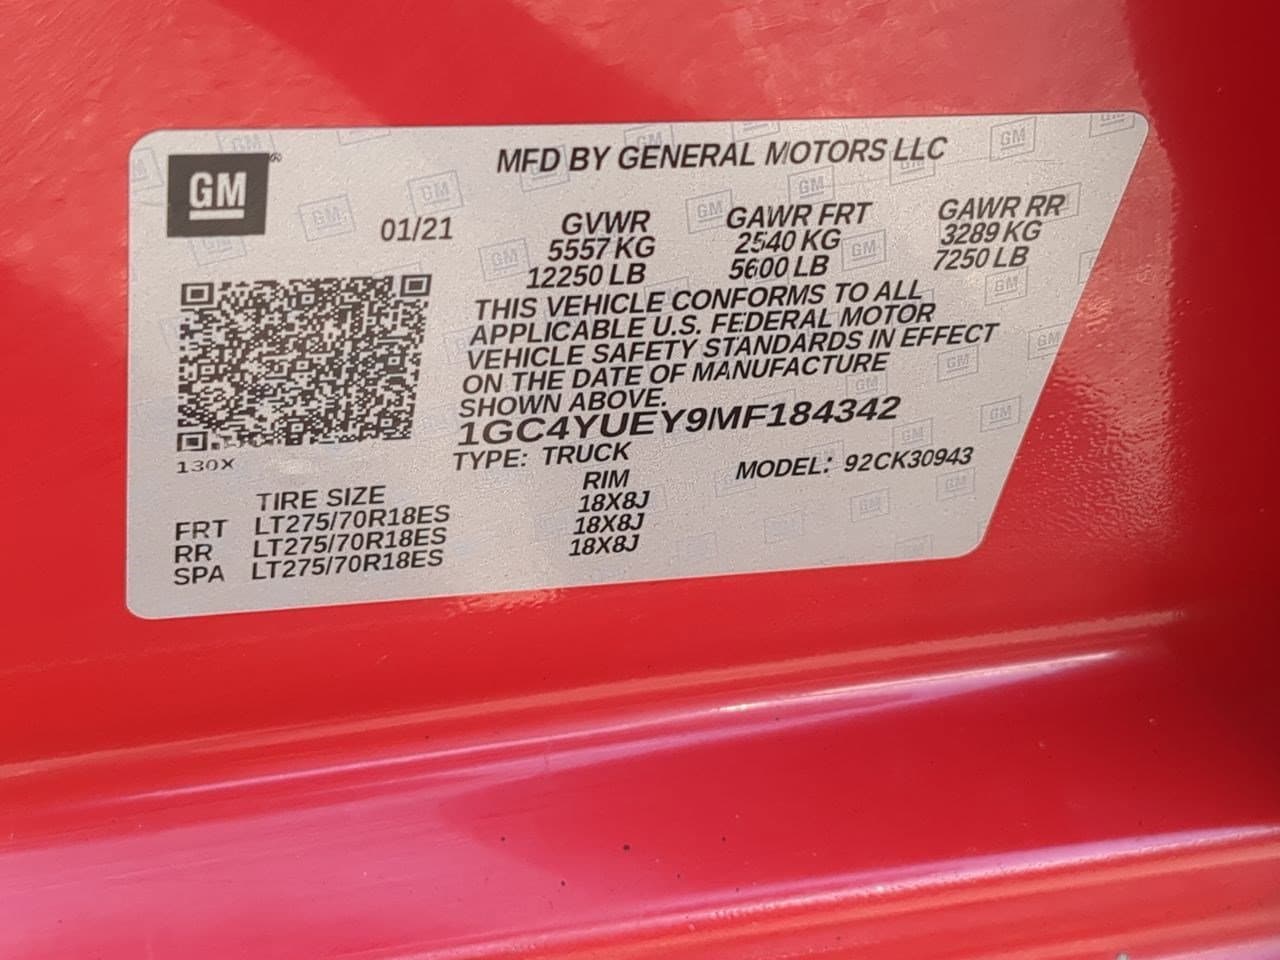 GM
MFD BY GENERAL MOTORS LLC
01/21
GVWR GAWR FRT GAWR RR
5557 KG 2540 KG 3289 KG
12250 LB 5600 LB 7250 LB
THIS VEHICLE CONFORMS TO ALL
APPLICABLE U.S. FEDERAL MOTOR
VEHICLE SAFETY STANDARDS IN EFFECT
ON THE DATE OF MANUFACTURE
SHOWN ABOVE.
1GC4YUEY9MF184342
130X
TYPE: TRUCK MODEL: 92CK30943
TIRE SIZE RIM
FRT LT275/70R18ES 18X8J
RR LT275/70R18ES 18X8J
SPA LT275/70R18ES 18X8J